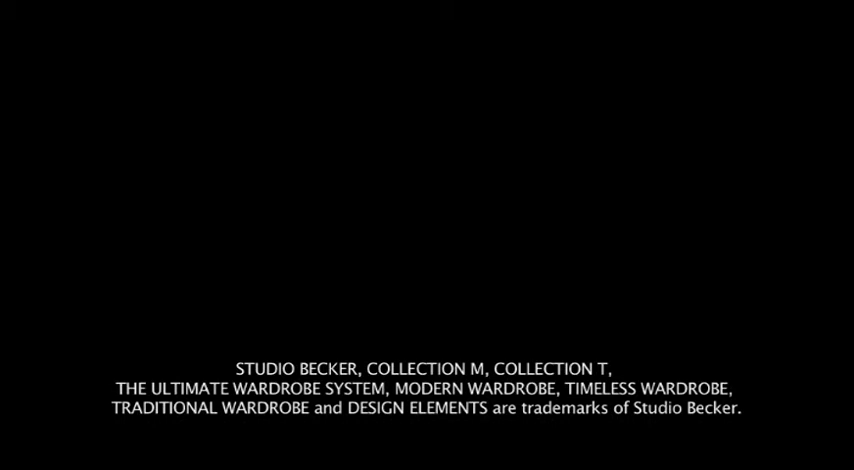 STUDIO BECKER, COLLECTION M, COLLECTION T,
THE ULTIMATE WARDROBE SYSTEM, MODERN WARDROBE, TIMELESS WARDROBE,
TRADITIONAL WARDROBE and DESIGN ELEMENTS are trademarks of Studio Becker.